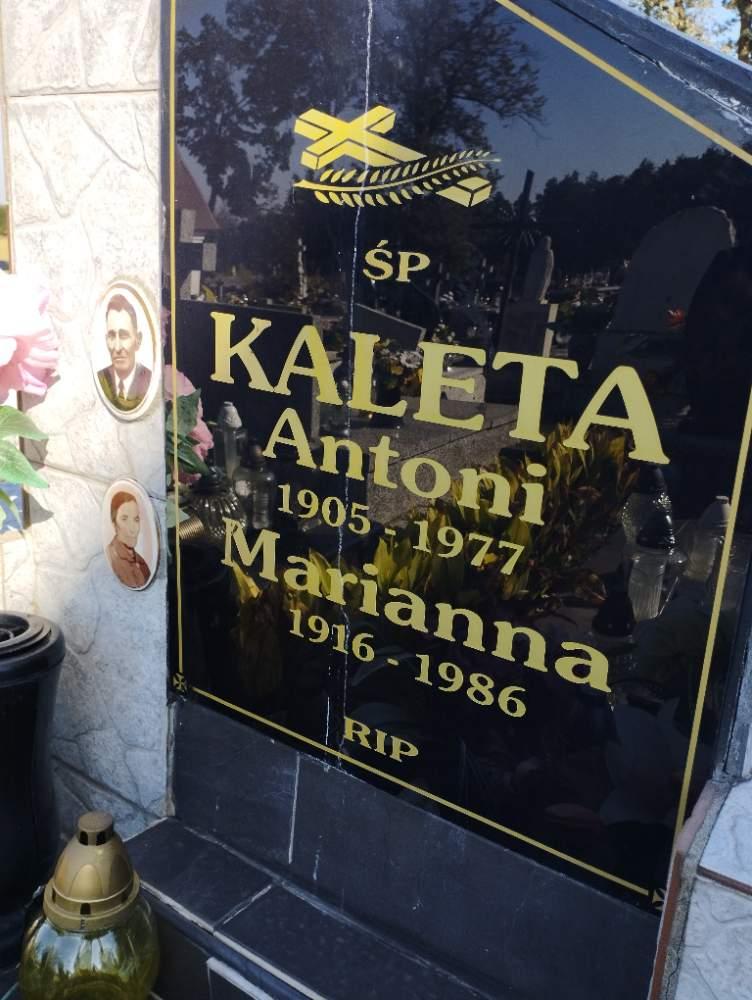 ŚP
KALETA
Antoni
1905 - 1977
Marianna
1916 - 1986
RIP